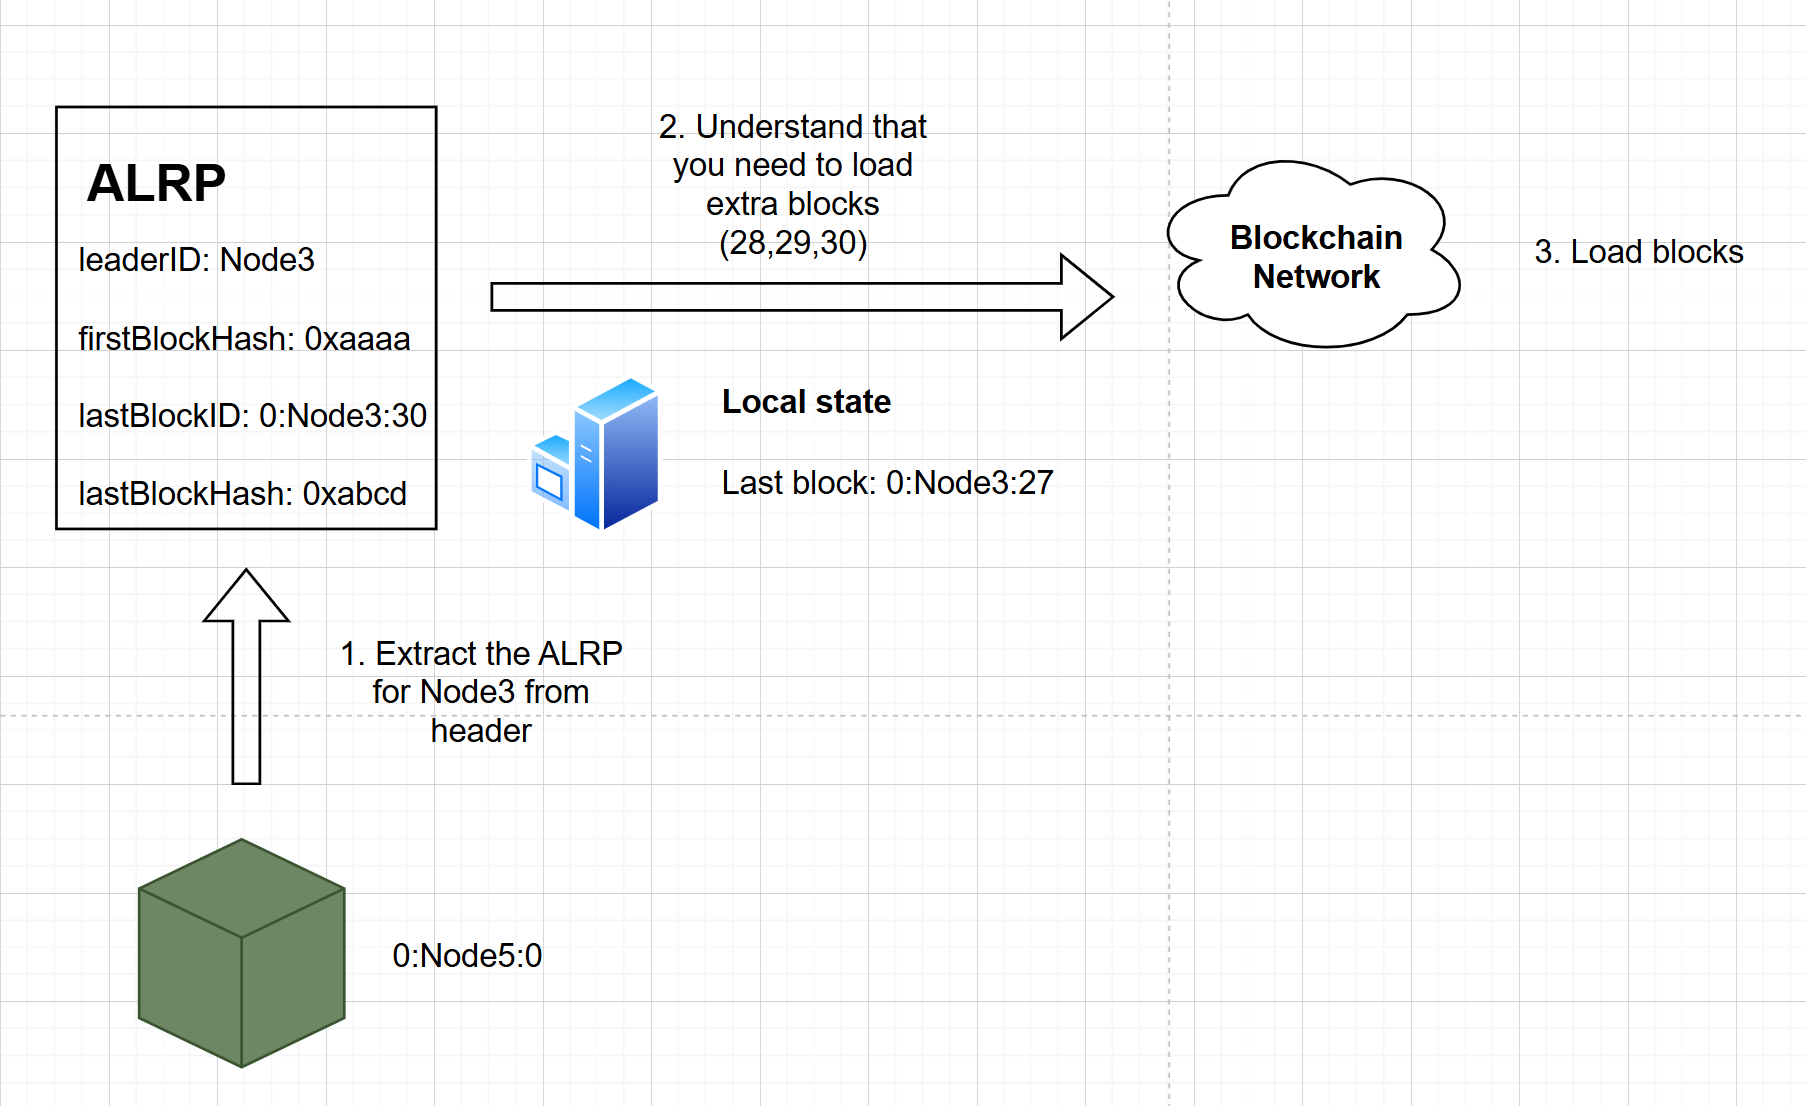 ALRP
leaderID: Node3
firstBlockHash: 0xaaaa
lastBlockID: 0:Node3:30
lastBlockHash: 0xabcd
2. Understand that
you need to load
extra blocks
(28,29,30)
Blockchain
Network
3. Load blocks
Local state
Last block: 0:Node3:27
1. Extract the ALRP
for Node3 from
header
0:Node5:0